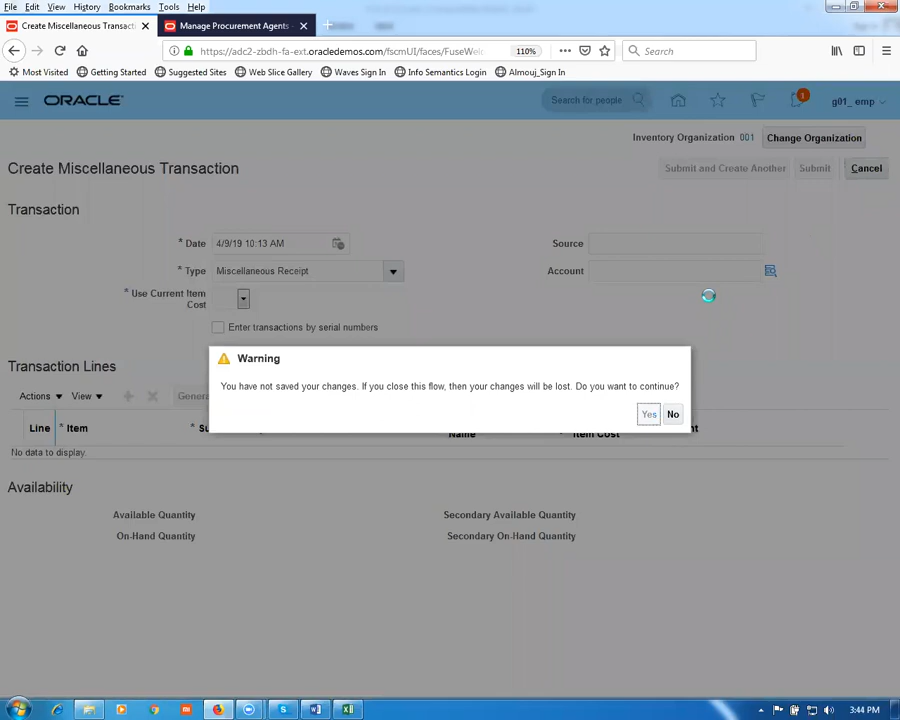 File Edit View History Bookmarks Tools Help
Create Miscellaneous Transacti × Manage Procurement Agents - × +
https://adc2-zbdh-fa-ext.oracledemos.com/fscmUI/faces/FuseWel 110% Search
Most Visited Getting Started Suggested Sites Web Slice Gallery Waves Sign In Info Semantics Login Almouj_Sign In
ORACLE Search for people 1 g01_ emp
Inventory Organization 001 Change Organization
Create Miscellaneous Transaction Submit and Create Another Submit Cancel
Transaction
* Date 4/9/19 10:13 AM Source
* Type Miscellaneous Receipt Account
* Use Current Item Cost
Enter transactions by serial numbers
Warning
You have not saved your changes. If you close this flow, then your changes will be lost. Do you want to continue?
Yes No
Transaction Lines
Actions View Genera
Line * Item * Su Name Item Cost nt
No data to display.
Availability
Available Quantity Secondary Available Quantity
On-Hand Quantity Secondary On-Hand Quantity
3:44 PM